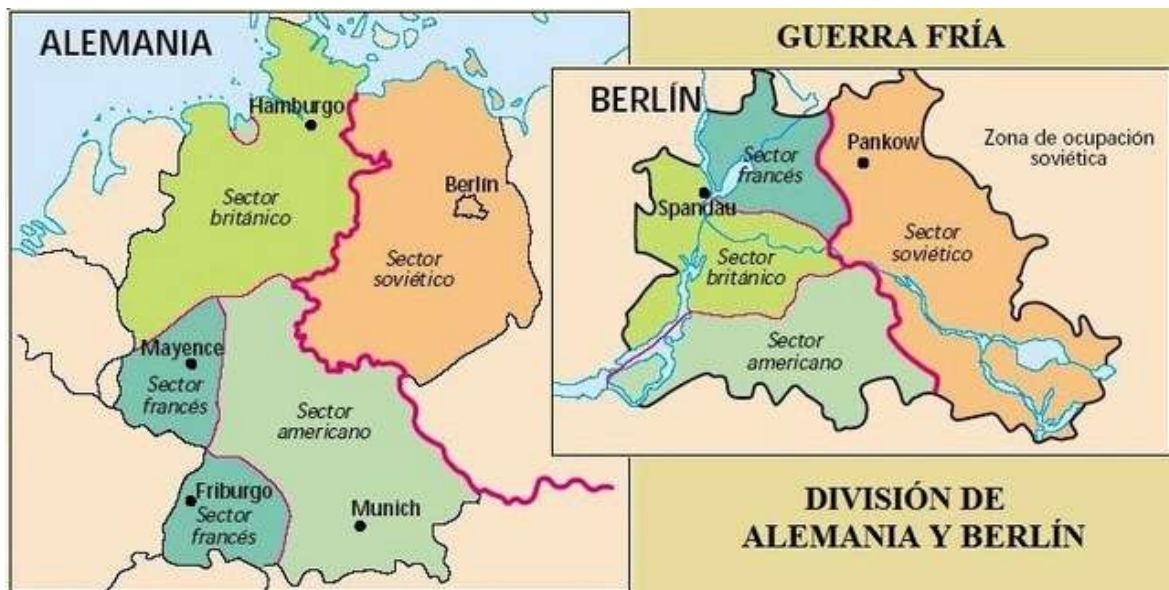 ALEMANIA
Hamburgo
Sector
británico
Berlín
Sector
soviético
Mayence
Sector
francés
Sector
americano
Friburgo
Sector
francés
Munich
GUERRA FRÍA
BERLÍN
Sector
francés
Pankow
Zona de ocupación
soviética
Spandau
Sector
británico
Sector
soviético
Sector
americano
DIVISIÓN DE
ALEMANIA Y BERLÍN